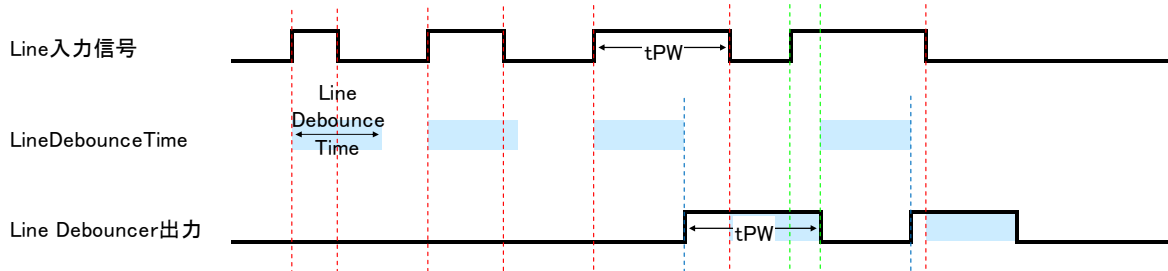 Line入力信号
tPW
Line
Debounce
Time
LineDebounceTime
Line Debouncer出力
tPW